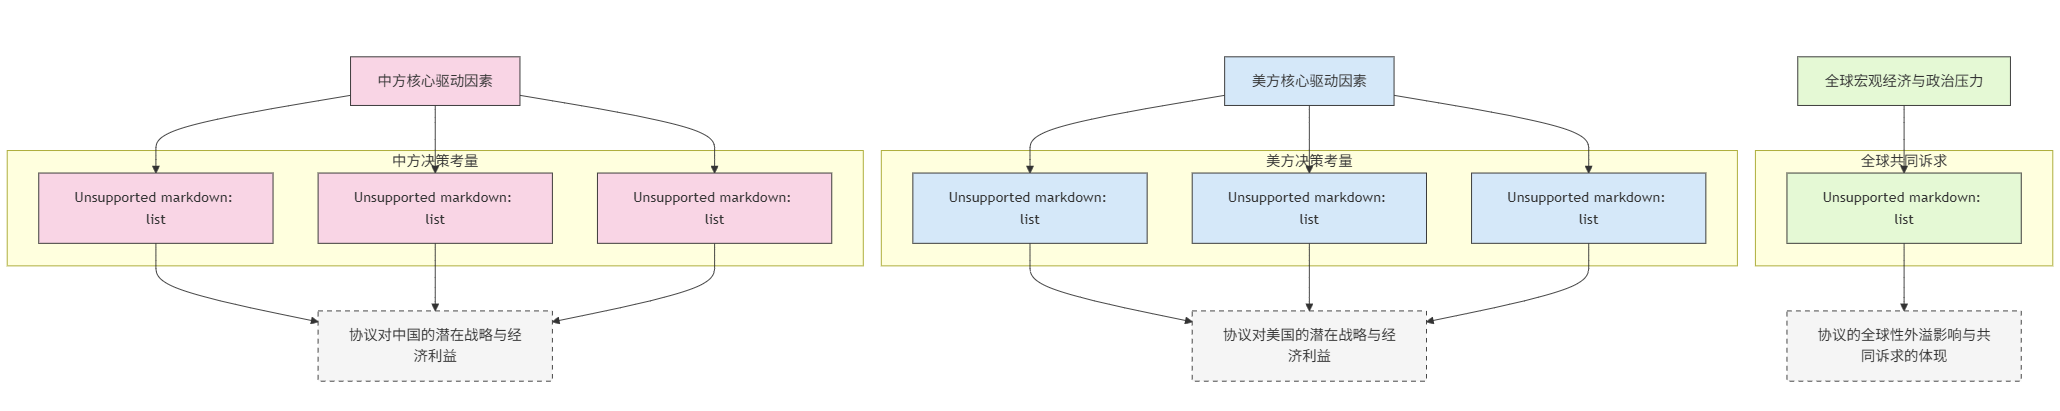 中方核心驱动因素
美方核心驱动因素
全球宏观经济与政治压力
中方决策考量
美方决策考量
全球共同诉求
Unsupported markdown:
list
Unsupported markdown:
list
Unsupported markdown:
list
Unsupported markdown:
list
Unsupported markdown:
list
Unsupported markdown:
list
Unsupported markdown:
list
协议对中国的潜在战略与经
济利益
协议对美国的潜在战略与经
济利益
协议的全球性外溢影响与共
同诉求的体现